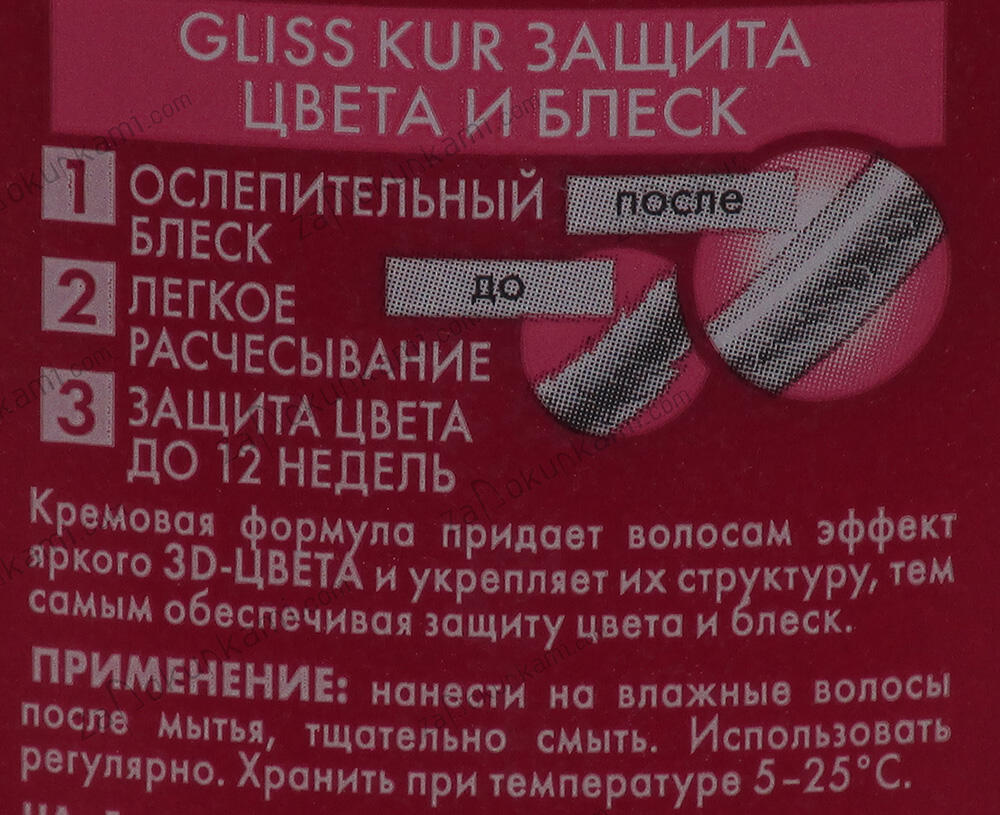 GLISS KUR ЗАЩИТА
ЦВЕТА И БЛЕСК
1 ОСЛЕПИТЕЛЬНЫЙ
БЛЕСК
после
до
2 ЛЕГКОЕ
РАСЧЕСЫВАНИЕ
3 ЗАЩИТА ЦВЕТА
ДО 12 НЕДЕЛЬ
Кремовая формула придает волосам эффект
яркого 3D-ЦВЕТА и укрепляет их структуру, тем
самым обеспечивая защиту цвета и блеск.
ПРИМЕНЕНИЕ: нанести на влажные волосы
после мытья, тщательно смыть. Использовать
регулярно. Хранить при температуре 5-25°C.